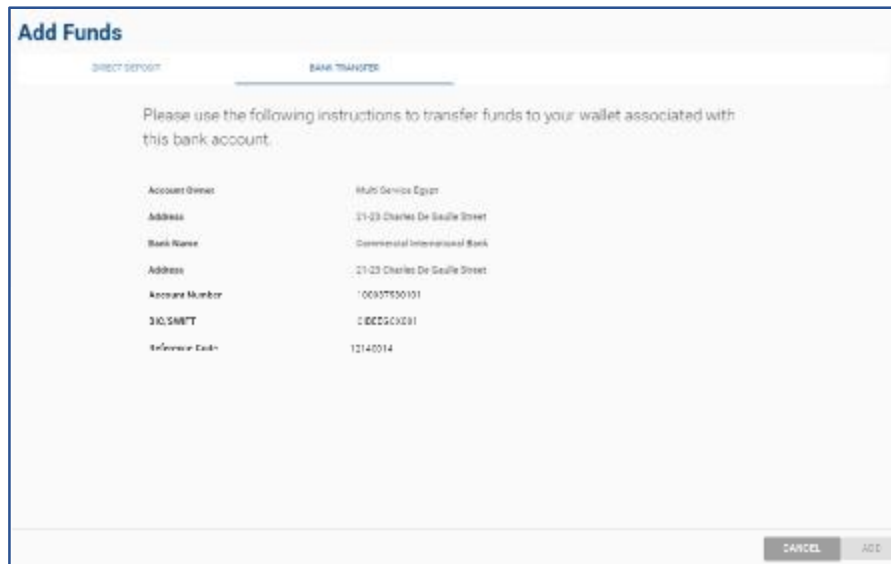 Add Funds
DIRECT DEPOSIT BANK TRANSFER
Please use the following instructions to transfer funds to your wallet associated with
this bank account.
Account Owner Multi Service Egypt
Address 21-23 Charles De Gaulle Street
Bank Name Commercial International Bank
Address 21-23 Charles De Gaulle Street
Account Number
BIC/SWIFT
Reference Code
CANCEL ADD